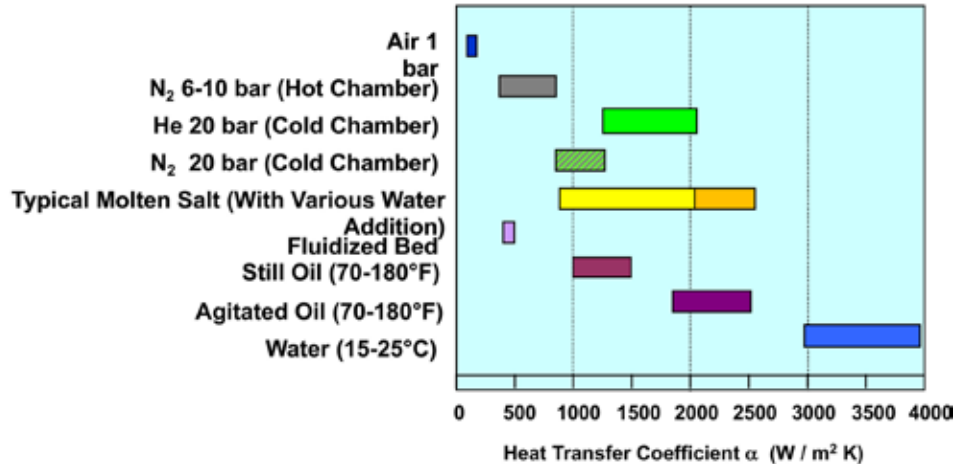 Air 1
bar
N₂ 6-10 bar (Hot Chamber)
He 20 bar (Cold Chamber)
N₂ 20 bar (Cold Chamber)
Typical Molten Salt (With Various Water
Addition)
Fluidized Bed
Still Oil (70-180°F)
Agitated Oil (70-180°F)
Water (15-25°C)
0 500 1000 1500 2000 2500 3000 3500 4000
Heat Transfer Coefficient α (W / m² K)